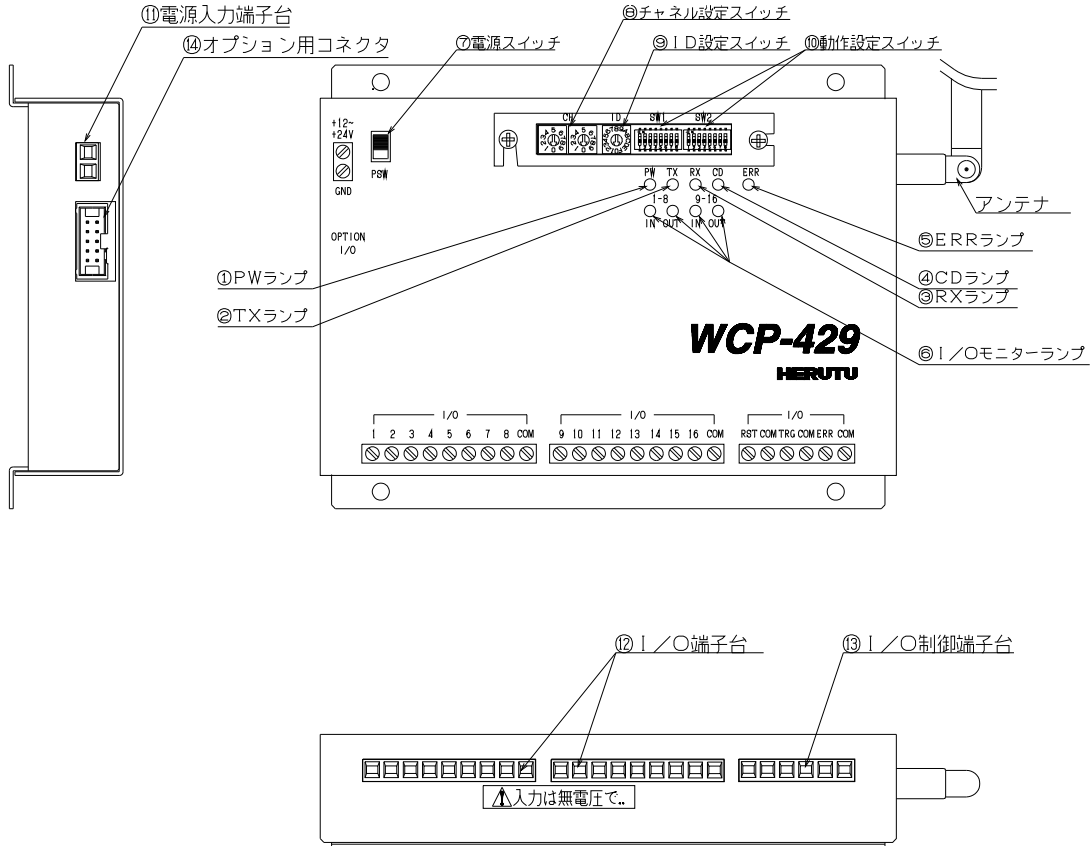 ⑪電源入力端子台
⑭オプション用コネクタ
⑦電源スイッチ
⑧チャネル設定スイッチ
⑨ID設定スイッチ
⑩動作設定スイッチ
+12~
+24V
GND
PSW
CH
ID
SW1
SW2
PW TX RX CD ERR
1-8 9-16
IN OUT IN OUT
OPTION
I/O
アンテナ
①PWランプ
②TXランプ
⑤ERRランプ
④CDランプ
③RXランプ
⑥I/Oモニターランプ
WCP-429
HERUTU
I/O
1 2 3 4 5 6 7 8 COM
I/O
9 10 11 12 13 14 15 16 COM
I/O
RST COM TRG COM ERR COM
⑫I/O端子台
⑬I/O制御端子台
入力は無電圧で..